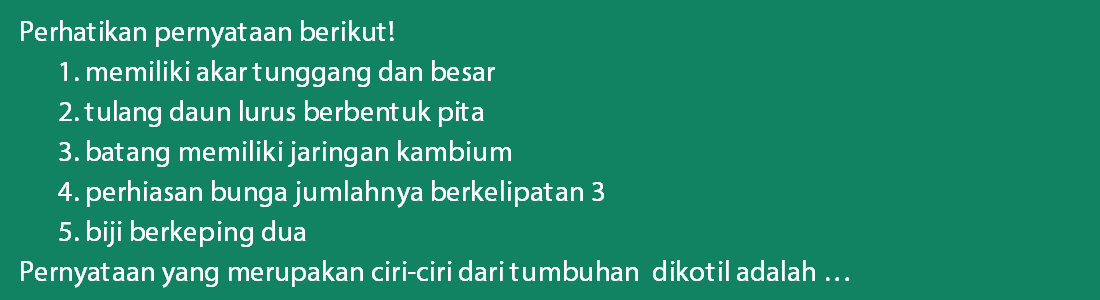 Perhatikan pernyataan berikut!
1. memiliki akar tunggang dan besar
2. tulang daun lurus berbentuk pita
3. batang memiliki jaringan kambium
4. perhiasan bunga jumlahnya berkelipatan 3
5. biji berkeping dua
Pernyataan yang merupakan ciri-ciri dari tumbuhan dikotil adalah ...